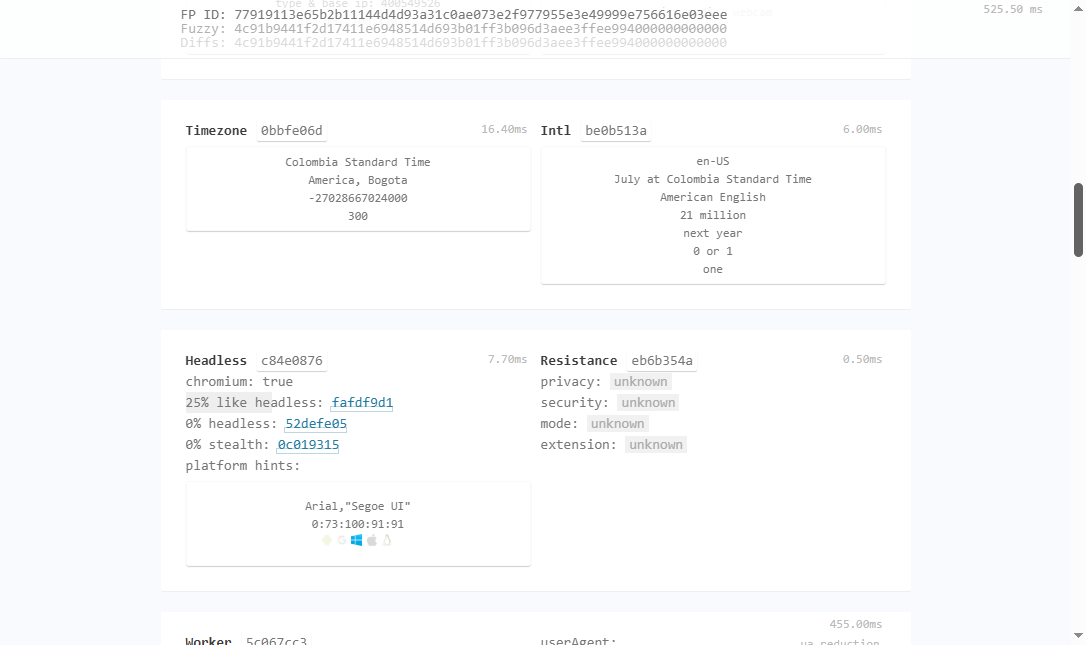 type & base ip: 400549526
525.50 ms
FP ID: 77919113e65b2b11144d4d93a31c0ae073e2f977955e3e49999e756616e03eee
Fuzzy: 4c91b9441f2d17411e6948514d693b01ff3b096d3aee3ffee994000000000000
Diffs: 4c91b9441f2d17411e6948514d693b01ff3b096d3aee3ffee994000000000000
Timezone 0bbfe06d 16.40ms
Colombia Standard Time
America, Bogota
-27028667024000
300
Intl be0b513a 6.00ms
en-US
July at Colombia Standard Time
American English
21 million
next year
0 or 1
one
Headless c84e0876 7.70ms
chromium: true
25% like headless: fafdf9d1
0% headless: 52defe05
0% stealth: 0c019315
platform hints:
Arial,"Segoe UI"
0:73:100:91:91
Resistance eb6b354a 0.50ms
privacy: unknown
security: unknown
mode: unknown
extension: unknown
455.00ms
Worker 5c067cc3
userAgent:
ua reduction